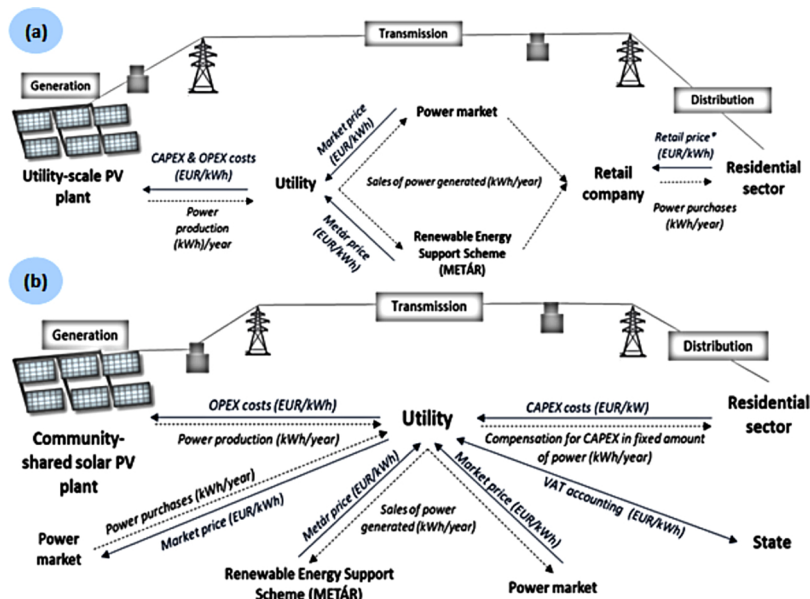 (a)
Transmission
Generation
Distribution
Power market
Market price
(EUR/kWh)
Retail price*
(EUR/kWh)
CAPEX & OPEX costs
(EUR/kWh)
Utility-scale PV
plant
Utility
Sales of power generated (kWh/year)
Retail
company
Residential
sector
Power
production
(kWh)/year
Power purchases
(kWh/year)
Metár price
(EUR/kWh)
Renewable Energy
Support Scheme
(METÁR)
(b)
Transmission
Generation
Distribution
OPEX costs (EUR/kWh)
CAPEX costs (EUR/kW)
Utility
Residential
sector
Community-
shared solar PV
plant
Power production (kWh/year)
Compensation for CAPEX in fixed amount
of power (kWh/year)
Power purchases (kWh/year)
Market price (EUR/kWh)
Metár price (EUR/kWh)
Sales of power
generated (kWh/year)
Market price (EUR/kWh)
VAT accounting (EUR/kWh)
Power
market
State
Renewable Energy Support
Scheme (METÁR)
Power market